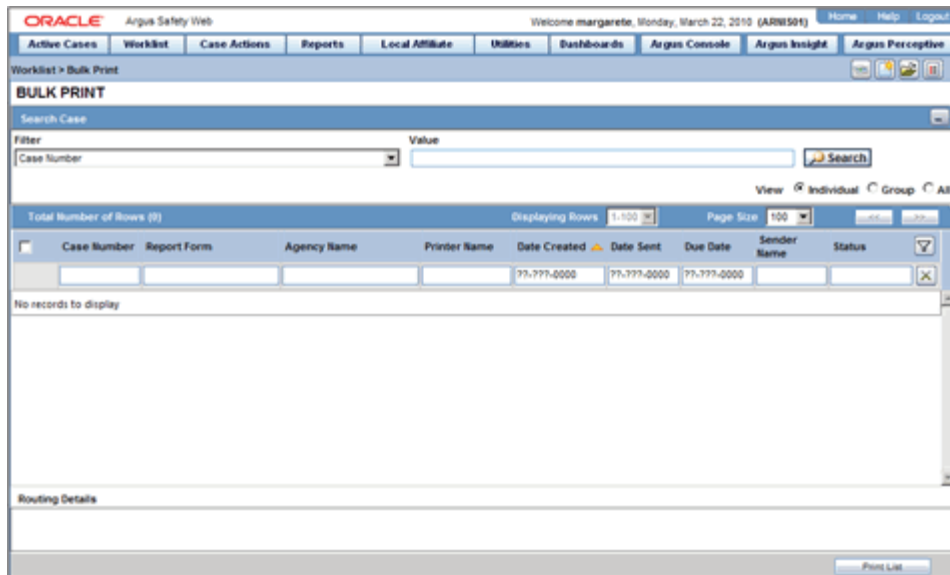 ORACLE Argus Safety Web Welcome margarete, Monday, March 22, 2010 (ARNIS01) Home Help Logout
Active Cases Worklist Case Actions Reports Local Affiliate Utilities Dashboards Argus Console Argus Insight Argus Perceptive
Worklist > Bulk Print
BULK PRINT
Search Case
Filter Value
Case Number Search
View Individual Group All
Total Number of Rows (0) Displaying Rows 1-100 Page Size 100 << >>
Case Number Report Form Agency Name Printer Name Date Created Date Sent Due Date Sender Name Status
??-???-0000 ??-???-0000 ??-???-0000
No records to display
Routing Details
Print List